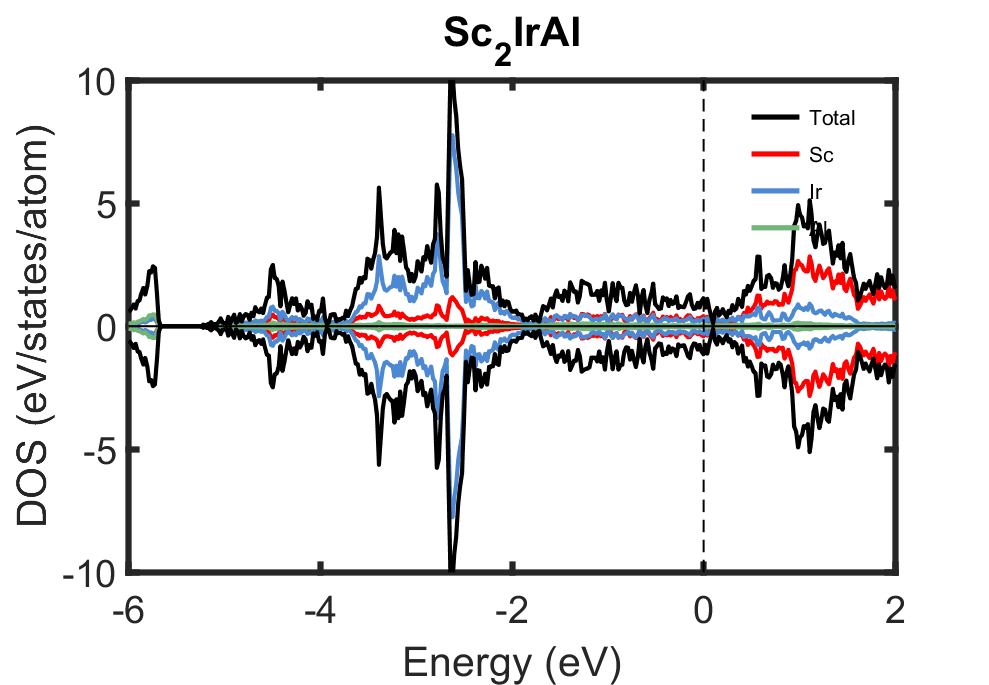 Sc2IrAl
10
5
0
-5
-10
DOS (eV/states/atom)
-6
-4
-2
0
2
Energy (eV)
Total
Sc
Ir